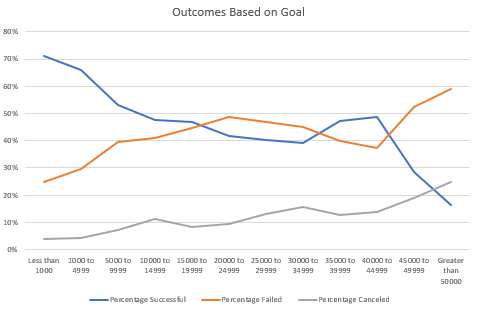 Outcomes Based on Goal
80%
70%
60%
50%
40%
30%
20%
10%
0%
Less than 1000 to 5000 to 10000 to 15000 to 20000 to 25000 to 30000 to 35000 to 40000 to 45000 to Greater
1000 4999 9999 14999 19999 24999 29999 34999 39999 44999 49999 than
50000
Percentage Successful Percentage Failed Percentage Canceled